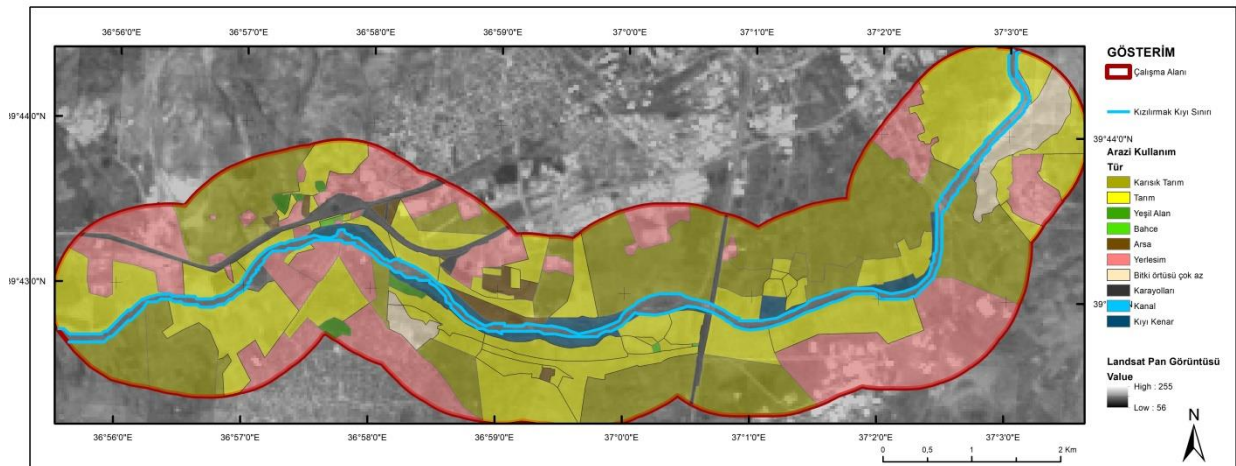 36°56'0"E 36°57'0"E 36°58'0"E 36°59'0"E 37°0'0"E 37°1'0"E 37°2'0"E 37°3'0"E
9°44'0"N
39°44'0"N
9°43'0"N
36°56'0"E 36°57'0"E 36°58'0"E 36°59'0"E 37°0'0"E 37°1'0"E 37°2'0"E 37°3'0"E
GÖSTERİM
Çalışma Alanı
Kızılırmak Kıyı Sınırı
Arazi Kullanım
Tür
Karısık Tarım
Tarım
Yeşil Alan
Bahce
Arsa
Yerlesim
Bitki örtüsü çok az
Karayolları
Kanal
Kıyı Kenar
Landsat Pan Görüntüsü
Value
High : 255
Low : 56
N
0 0,5 1 2 Km